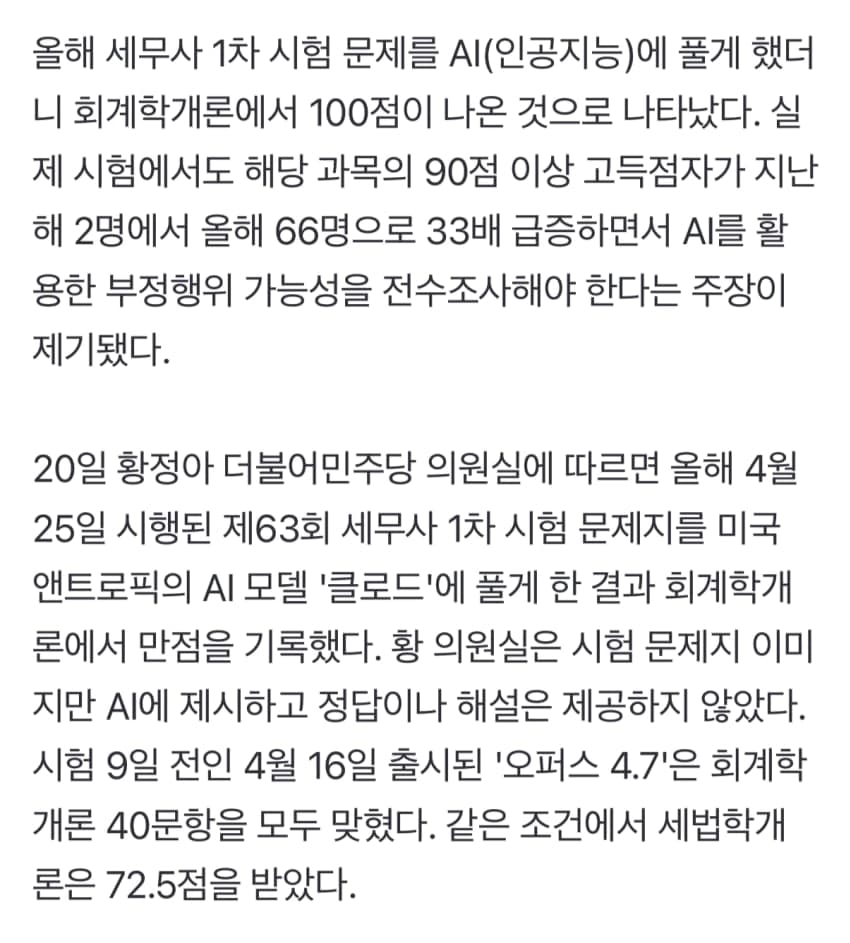 올해 세무사 1차 시험 문제를 AI(인공지능)에 풀게 했더
니 회계학개론에서 100점이 나온 것으로 나타났다. 실
제 시험에서도 해당 과목의 90점 이상 고득점자가 지난
해 2명에서 올해 66명으로 33배 급증하면서 AI를 활
용한 부정행위 가능성을 전수조사해야 한다는 주장이
제기됐다.
20일 황정아 더불어민주당 의원실에 따르면 올해 4월
25일 시행된 제63회 세무사 1차 시험 문제지를 미국
앤트로픽의 AI 모델 '클로드'에 풀게 한 결과 회계학개
론에서 만점을 기록했다. 황 의원실은 시험 문제지 이미
지만 AI에 제시하고 정답이나 해설은 제공하지 않았다.
시험 9일 전인 4월 16일 출시된 '오퍼스 4.7'은 회계학
개론 40문항을 모두 맞혔다. 같은 조건에서 세법학개
론은 72.5점을 받았다.